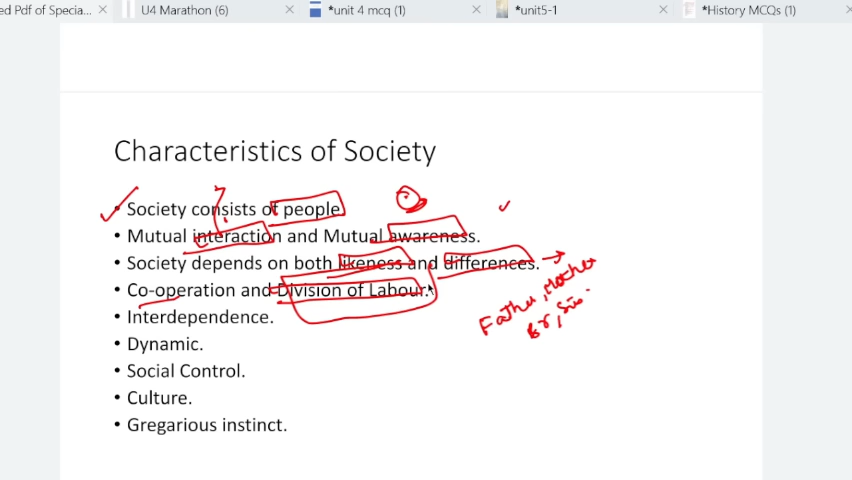 ed Pdf of Specia... U4 Marathon (6) *unit 4 mcq (1) *unit5-1 *History MCQs (1)
Characteristics of Society
• Society consists of people.
• Mutual interaction and Mutual awareness.
• Society depends on both likeness and differences.
• Co-operation and Division of Labour.
• Interdependence.
• Dynamic.
• Social Control.
• Culture.
• Gregarious instinct.
Father, Mother
Br, Sis